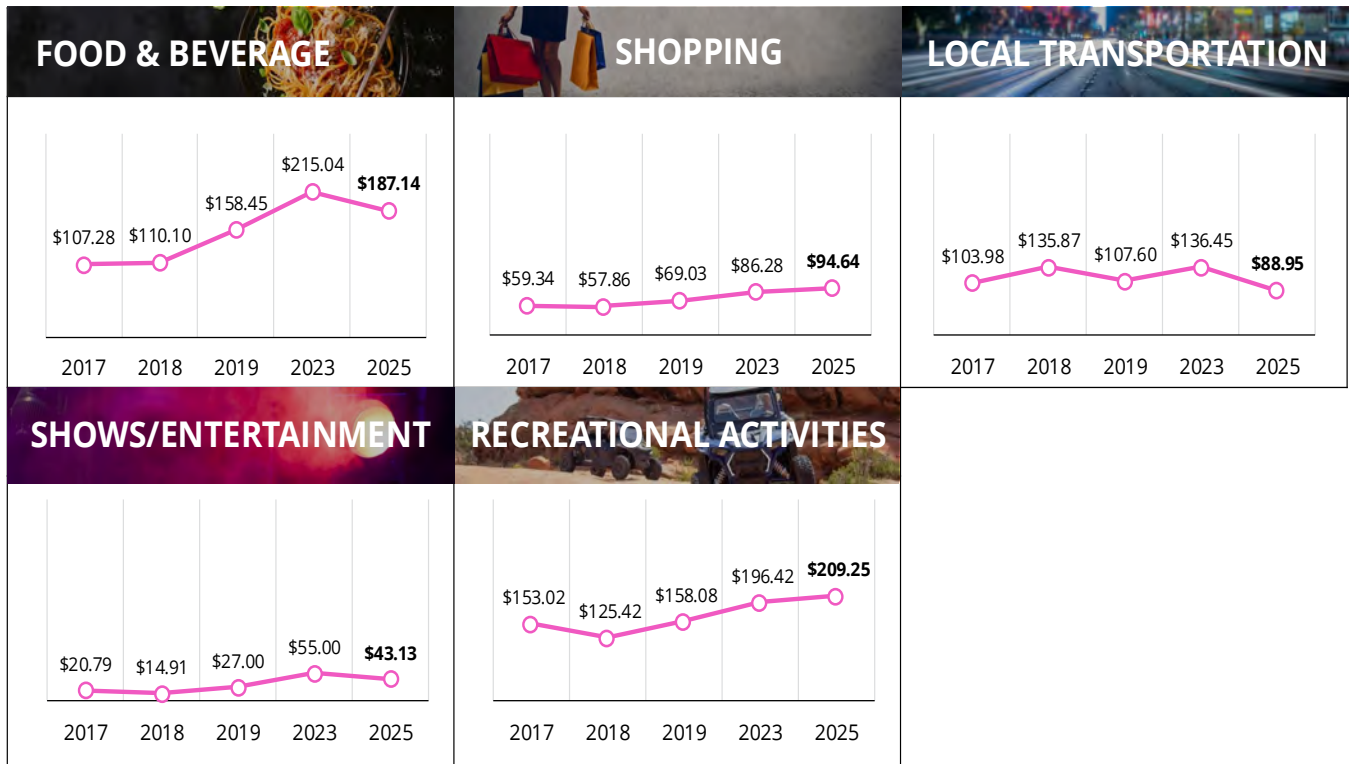 FOOD & BEVERAGE
$107.28 $110.10 $158.45 $215.04 $187.14
2017 2018 2019 2023 2025
SHOPPING
$59.34 $57.86 $69.03 $86.28 $94.64
2017 2018 2019 2023 2025
LOCAL TRANSPORTATION
$103.98 $135.87 $107.60 $136.45 $88.95
2017 2018 2019 2023 2025
SHOWS/ENTERTAINMENT
$20.79 $14.91 $27.00 $55.00 $43.13
2017 2018 2019 2023 2025
RECREATIONAL ACTIVITIES
$153.02 $125.42 $158.08 $196.42 $209.25
2017 2018 2019 2023 2025